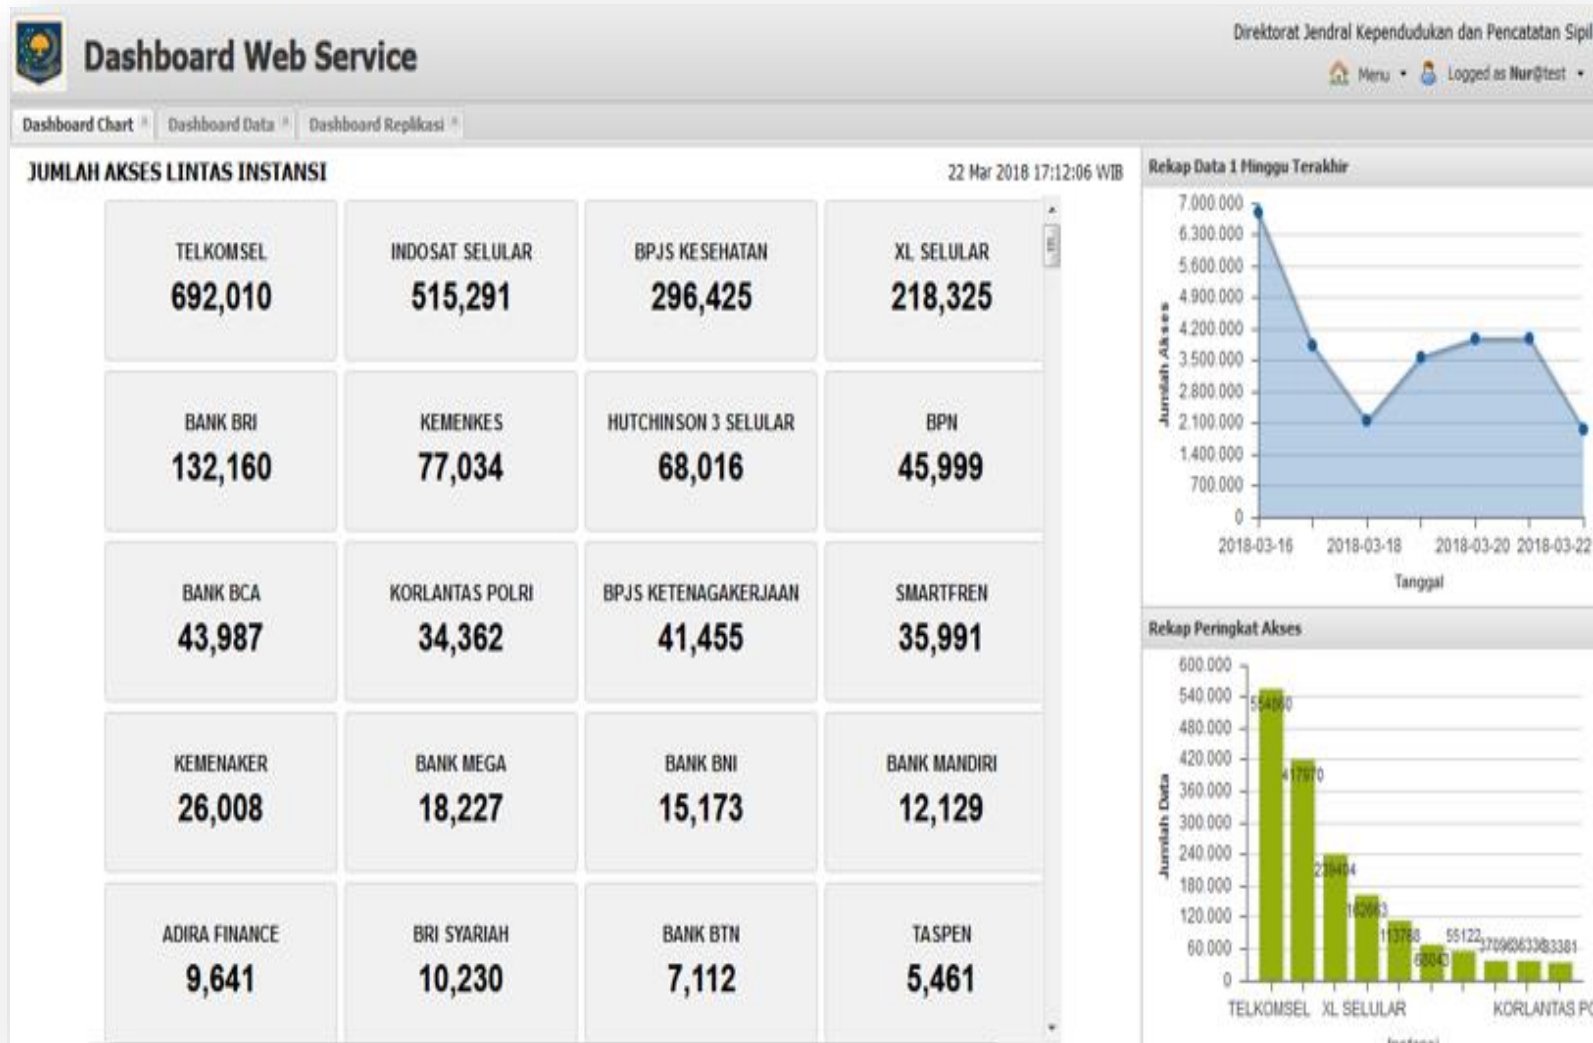 Dashboard Web Service
Direktorat Jendral Kependudukan dan Pencatatan Sipil
Menu
Logged as Nur@test
Dashboard Chart
Dashboard Data
Dashboard Replikasi
JUMLAH AKSES LINTAS INSTANSI
22 Mar 2018 17:12:06 WIB
TELKOMSEL
692,010
INDOSAT SELULAR
515,291
BPJS KESEHATAN
296,425
XL SELULAR
218,325
BANK BRI
132,160
KEMENKES
77,034
HUTCHINSON 3 SELULAR
68,016
BPN
45,999
BANK BCA
43,987
KORLANTAS POLRI
34,362
BPJS KETENAGAKERJAAN
41,455
SMARTFREN
35,991
KEMENAKER
26,008
BANK MEGA
18,227
BANK BNI
15,173
BANK MANDIRI
12,129
ADIRA FINANCE
9,641
BRI SYARIAH
10,230
BANK BTN
7,112
TASPEN
5,461
Rekap Data 1 Minggu Terakhir
Jumlah Akses
7.000.000
6.300.000
5.600.000
4.900.000
4.200.000
3.500.000
2.800.000
2.100.000
1.400.000
700.000
0
2018-03-16 2018-03-18 2018-03-20 2018-03-22
Tanggal
Rekap Peringkat Akses
Jumlah Data
600.000
540.000
480.000
420.000
360.000
300.000
240.000
180.000
120.000
60.000
0
417970
239404
113768
68043
55122
33381
TELKOMSEL XL SELULAR KORLANTAS PO